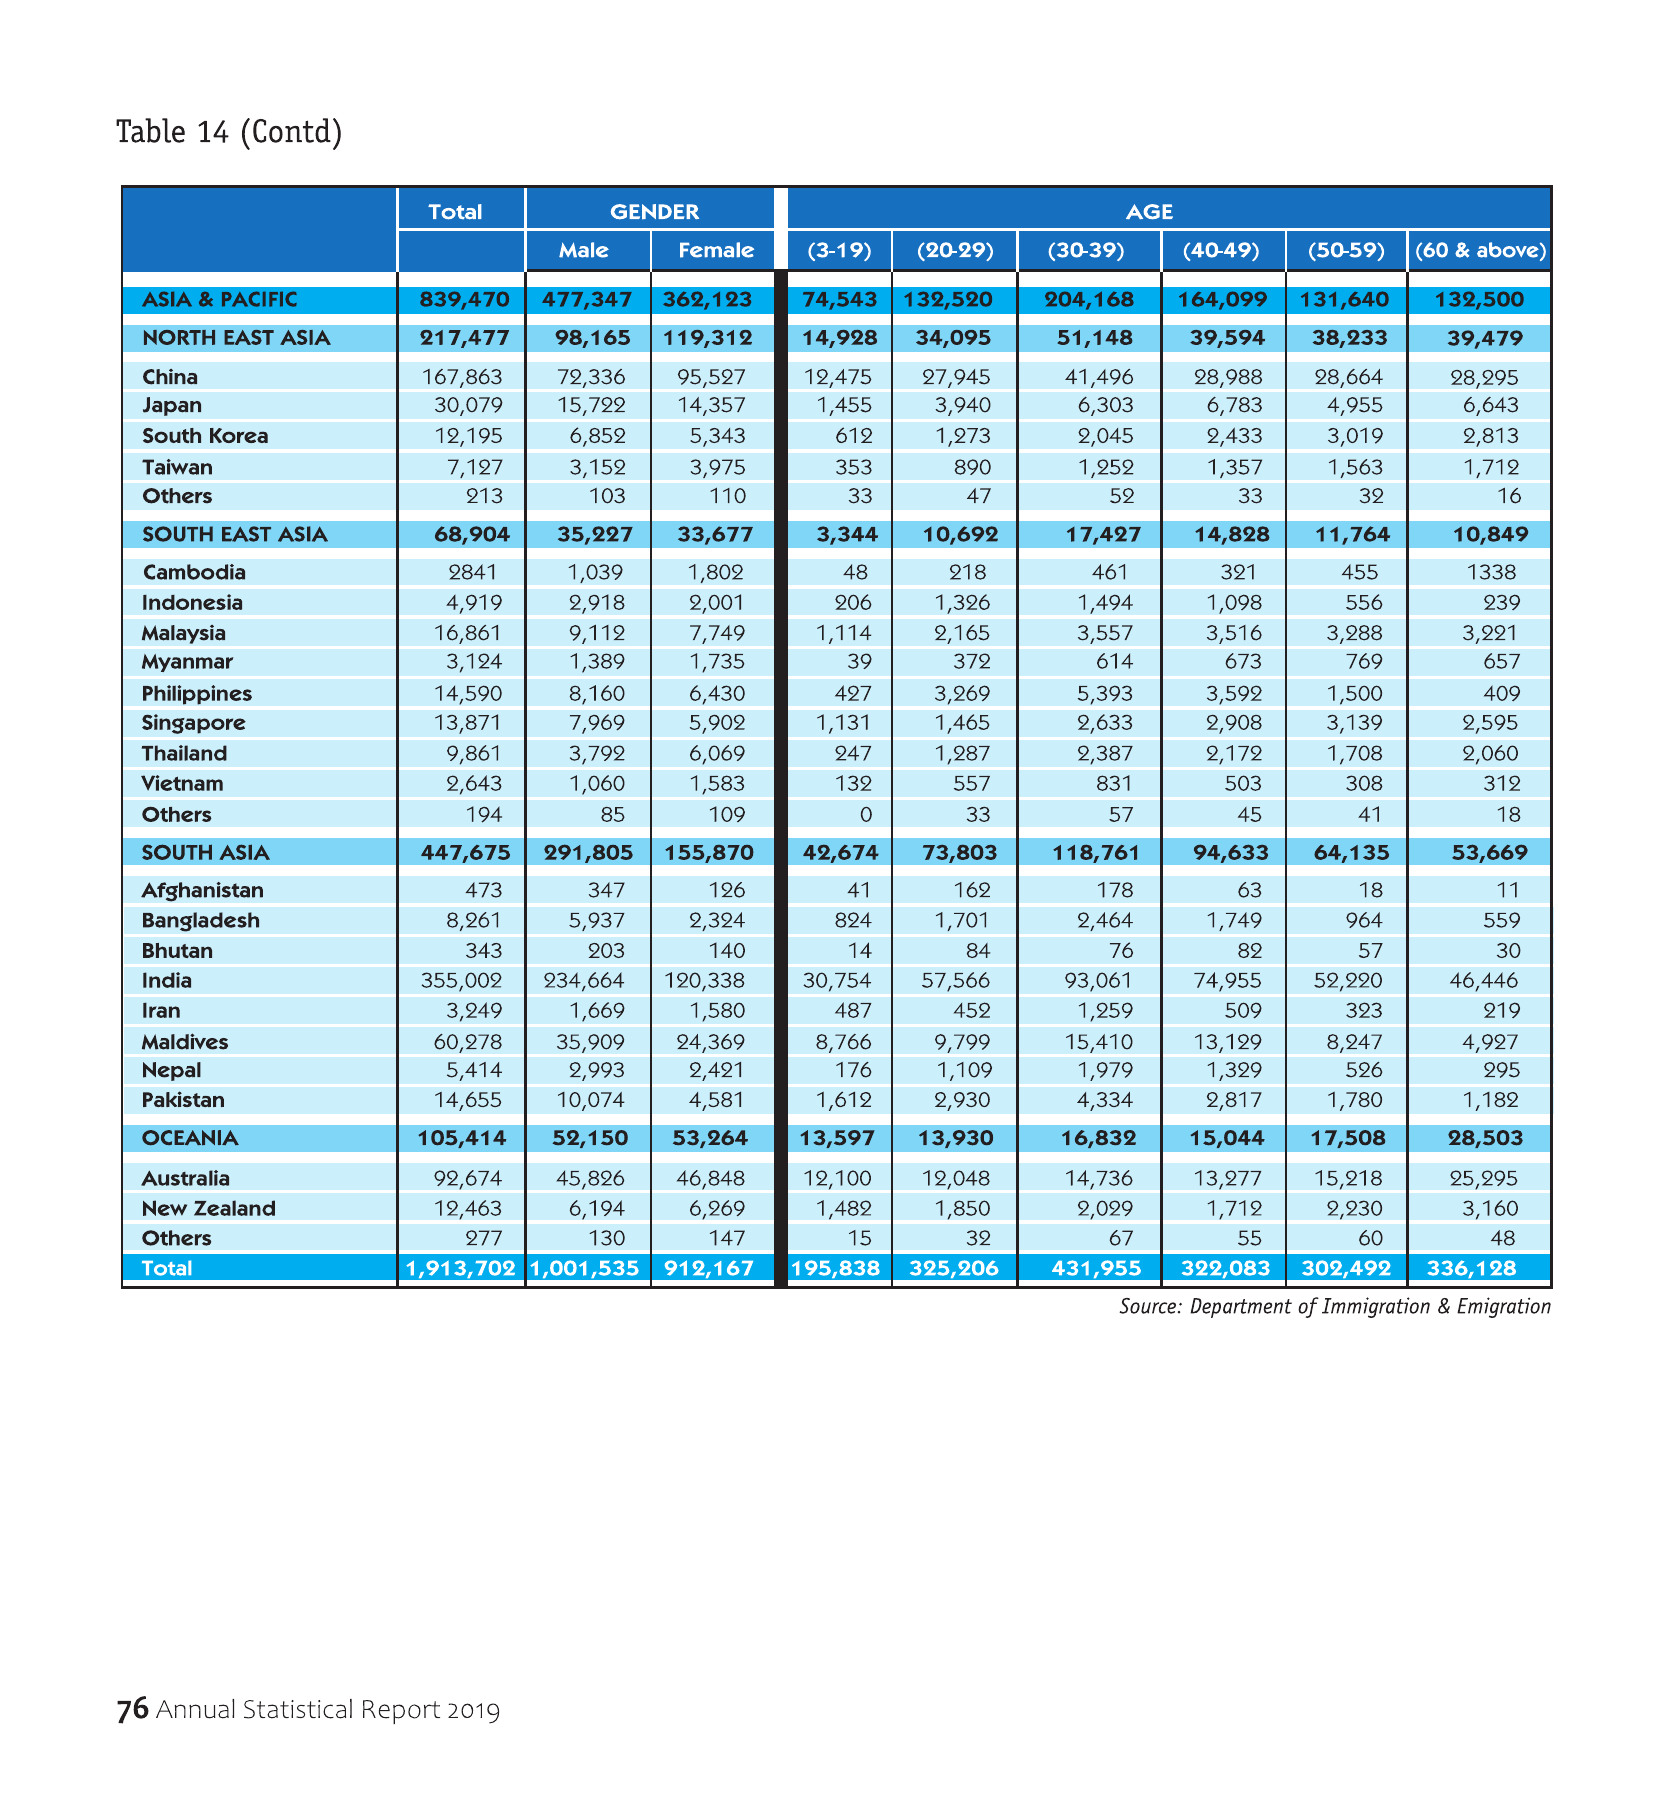 Table 14 (Contd)
Total GENDER AGE
Male Female (3-19) (20-29) (30-39) (40-49) (50-59) (60 & above)
ASIA & PACIFIC 839,470 477,347 362,123 74,543 132,520 204,168 164,099 131,640 132,500
NORTH EAST ASIA 217,477 98,165 119,312 14,928 34,095 51,148 39,594 38,233 39,479
China 167,863 72,336 95,527 12,475 27,945 41,496 28,988 28,664 28,295
Japan 30,079 15,722 14,357 1,455 3,940 6,303 6,783 4,955 6,643
South Korea 12,195 6,852 5,343 612 1,273 2,045 2,433 3,019 2,813
Taiwan 7,127 3,152 3,975 353 890 1,252 1,357 1,563 1,712
Others 213 103 110 33 47 52 33 32 16
SOUTH EAST ASIA 68,904 35,227 33,677 3,344 10,692 17,427 14,828 11,764 10,849
Cambodia 2841 1,039 1,802 48 218 461 321 455 1338
Indonesia 4,919 2,918 2,001 206 1,326 1,494 1,098 556 239
Malaysia 16,861 9,112 7,749 1,114 2,165 3,557 3,516 3,288 3,221
Myanmar 3,124 1,389 1,735 39 372 614 673 769 657
Philippines 14,590 8,160 6,430 427 3,269 5,393 3,592 1,500 409
Singapore 13,871 7,969 5,902 1,131 1,465 2,633 2,908 3,139 2,595
Thailand 9,861 3,792 6,069 247 1,287 2,387 2,172 1,708 2,060
Vietnam 2,643 1,060 1,583 132 557 831 503 308 312
Others 194 85 109 0 33 57 45 41 18
SOUTH ASIA 447,675 291,805 155,870 42,674 73,803 118,761 94,633 64,135 53,669
Afghanistan 473 347 126 41 162 178 63 18 11
Bangladesh 8,261 5,937 2,324 824 1,701 2,464 1,749 964 559
Bhutan 343 203 140 14 84 76 82 57 30
India 355,002 234,664 120,338 30,754 57,566 93,061 74,955 52,220 46,446
Iran 3,249 1,669 1,580 487 452 1,259 509 323 219
Maldives 60,278 35,909 24,369 8,766 9,799 15,410 13,129 8,247 4,927
Nepal 5,414 2,993 2,421 176 1,109 1,979 1,329 526 295
Pakistan 14,655 10,074 4,581 1,612 2,930 4,334 2,817 1,780 1,182
OCEANIA 105,414 52,150 53,264 13,597 13,930 16,832 15,044 17,508 28,503
Australia 92,674 45,826 46,848 12,100 12,048 14,736 13,277 15,218 25,295
New Zealand 12,463 6,194 6,269 1,482 1,850 2,029 1,712 2,230 3,160
Others 277 130 147 15 32 67 55 60 48
Total 1,913,702 1,001,535 912,167 195,838 325,206 431,955 322,083 302,492 336,128
Source: Department of Immigration & Emigration
76 Annual Statistical Report 2019